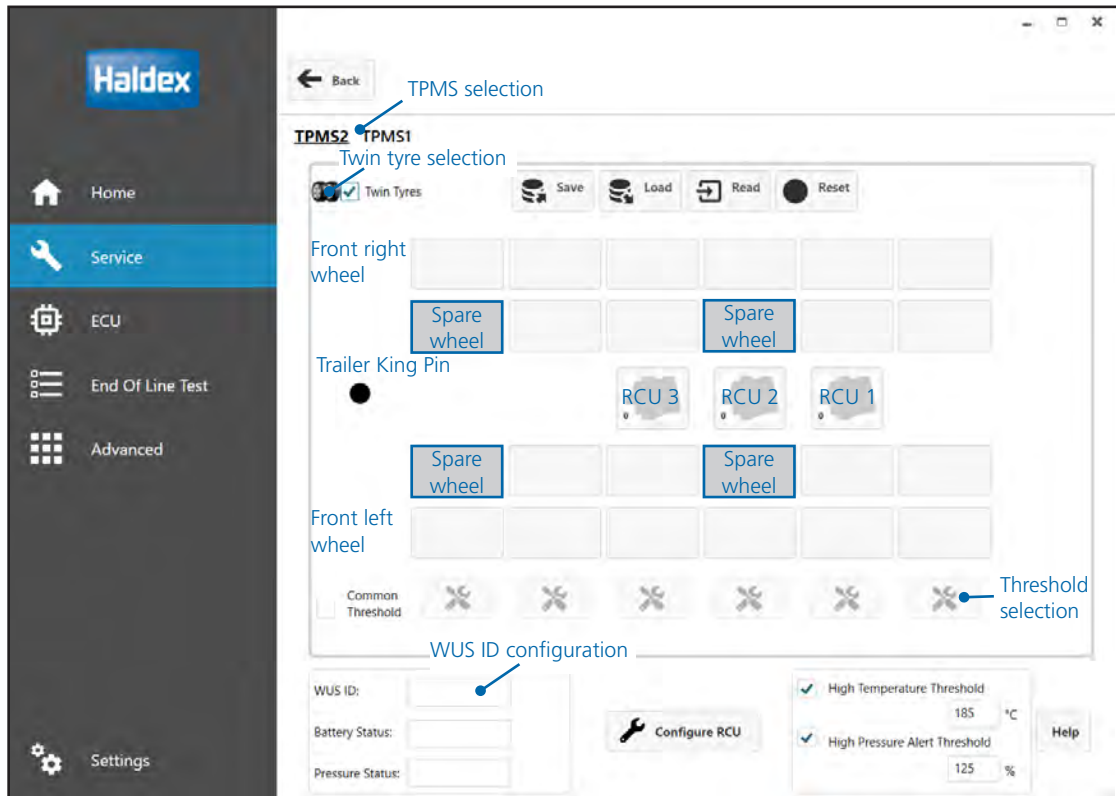 Haldex
Back
TPMS selection
TPMS2 TPMS1
Twin tyre selection
Twin Tyres
Save
Load
Read
Reset
Home
Service
ECU
End Of Line Test
Advanced
Settings
Front right
wheel
Spare
wheel
Spare
wheel
Trailer King Pin
RCU 3
0
RCU 2
0
RCU 1
0
Spare
wheel
Spare
wheel
Front left
wheel
Common
Threshold
Threshold
selection
WUS ID configuration
WUS ID:
Battery Status:
Pressure Status:
Configure RCU
High Temperature Threshold
185 °C
High Pressure Alert Threshold
125 %
Help